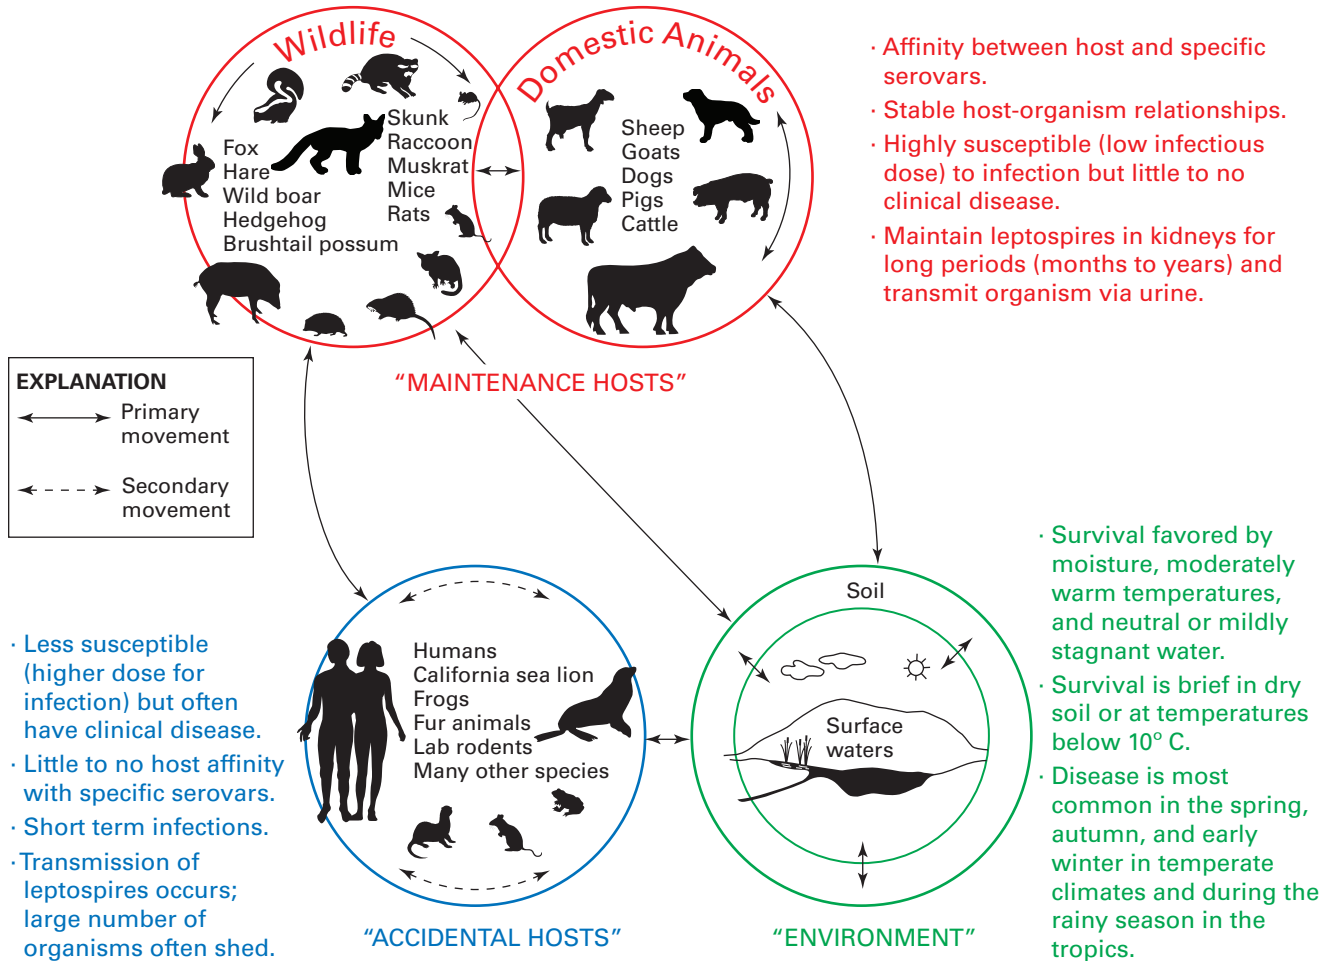 Wildlife
Domestic Animals
Skunk
Raccoon
Muskrat
Mice
Rats
Fox
Hare
Wild boar
Hedgehog
Brushtail possum
Sheep
Goats
Dogs
Pigs
Cattle
· Affinity between host and specific
serovars.
· Stable host-organism relationships.
· Highly susceptible (low infectious
dose) to infection but little to no
clinical disease.
· Maintain leptospires in kidneys for
long periods (months to years) and
transmit organism via urine.
“MAINTENANCE HOSTS”
EXPLANATION
Primary
movement
Secondary
movement
· Less susceptible
(higher dose for
infection) but often
have clinical disease.
· Little to no host affinity
with specific serovars.
· Short term infections.
· Transmission of
leptospires occurs;
large number of
organisms often shed.
Humans
California sea lion
Frogs
Fur animals
Lab rodents
Many other species
“ACCIDENTAL HOSTS”
Soil
Surface
waters
“ENVIRONMENT”
· Survival favored by
moisture, moderately
warm temperatures,
and neutral or mildly
stagnant water.
· Survival is brief in dry
soil or at temperatures
below 10° C.
· Disease is most
common in the spring,
autumn, and early
winter in temperate
climates and during the
rainy season in the
tropics.